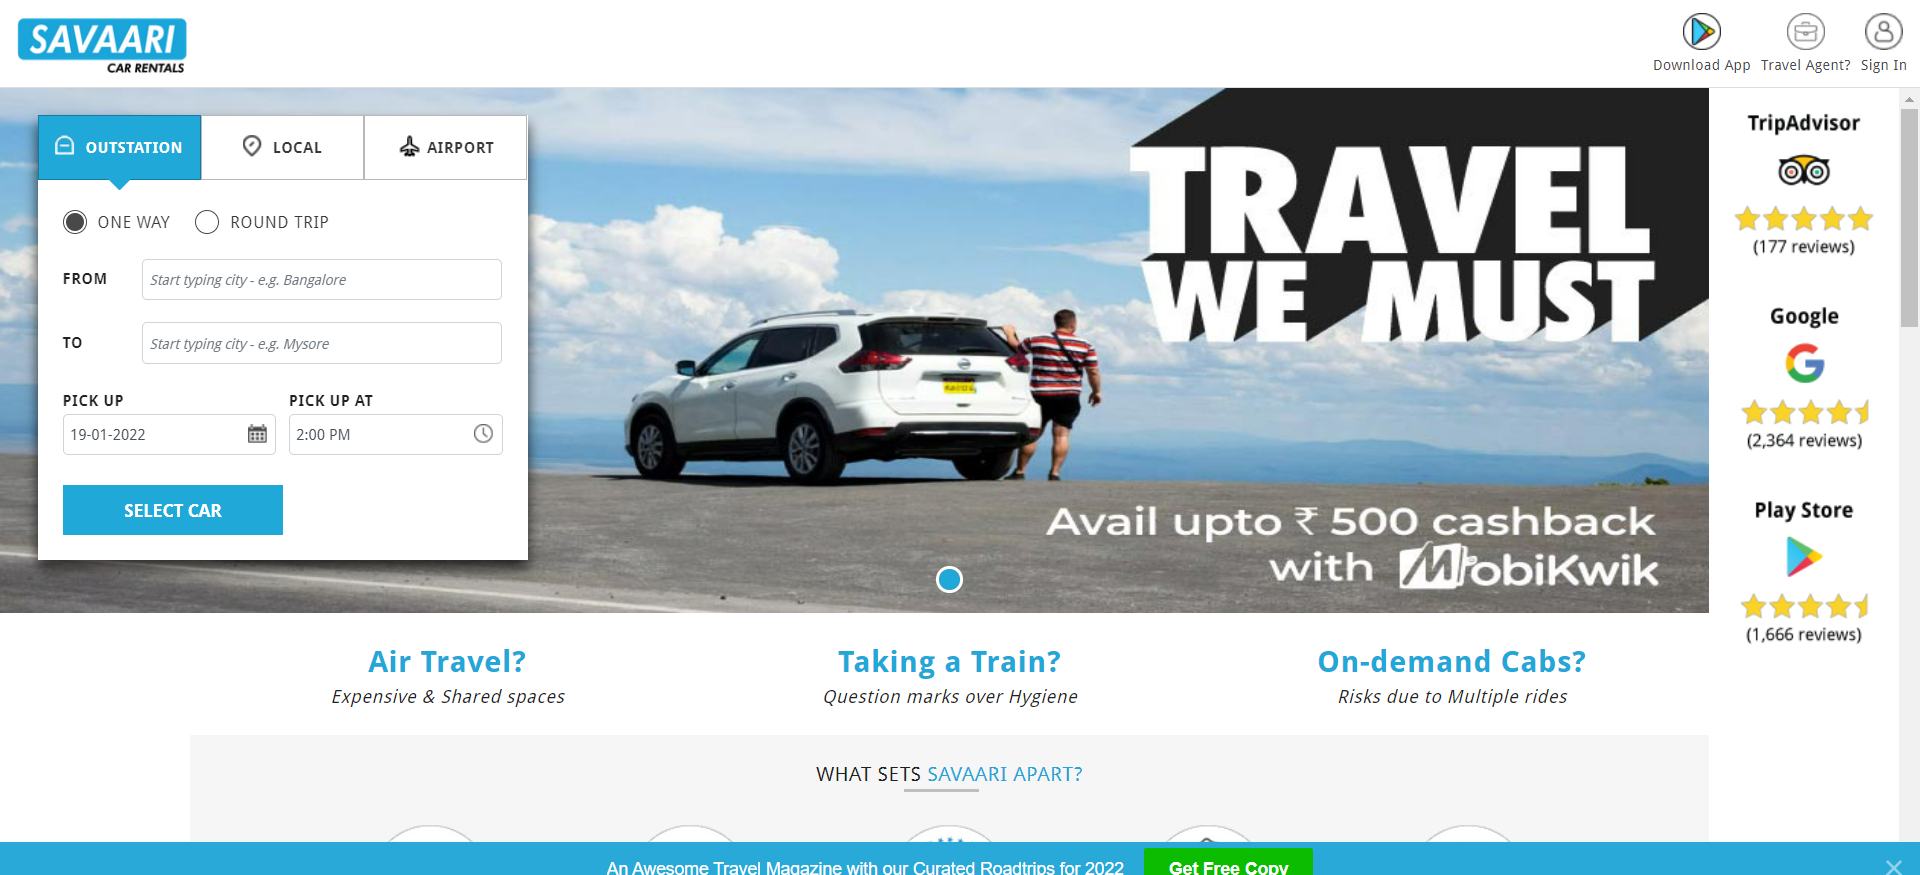 SAVAARI
CAR RENTALS
Download App
Travel Agent?
Sign In
OUTSTATION
LOCAL
AIRPORT
ONE WAY
ROUND TRIP
FROM
Start typing city - e.g. Bangalore
TO
Start typing city - e.g. Mysore
PICK UP
PICK UP AT
19-01-2022
2:00 PM
SELECT CAR
TRAVEL
WE MUST
Avail upto ₹ 500 cashback
with MobiKwik
TripAdvisor
(177 reviews)
Google
(2,364 reviews)
Play Store
(1,666 reviews)
Air Travel?
Expensive & Shared spaces
Taking a Train?
Question marks over Hygiene
On-demand Cabs?
Risks due to Multiple rides
WHAT SETS SAVAARI APART?
An Awesome Travel Magazine with our Curated Roadtrips for 2022
Get Free Copy